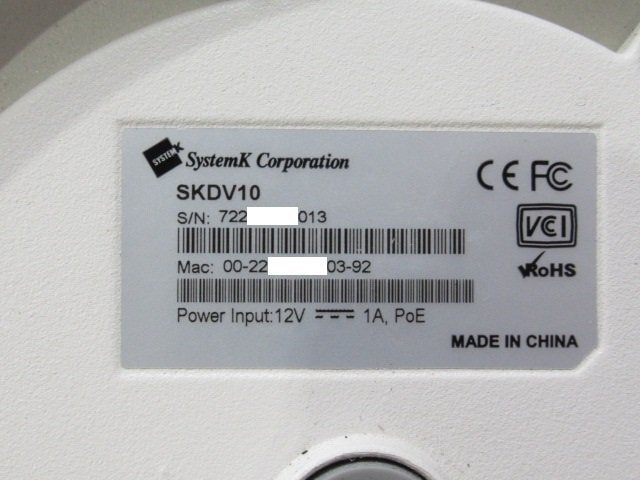 SYSTEMK
SystemK Corporation
SKDV10
S/N: 722 013
Mac: 00-22 03-92
Power Input:12V 1A, PoE
CE FC
VCI
RoHS
MADE IN CHINA